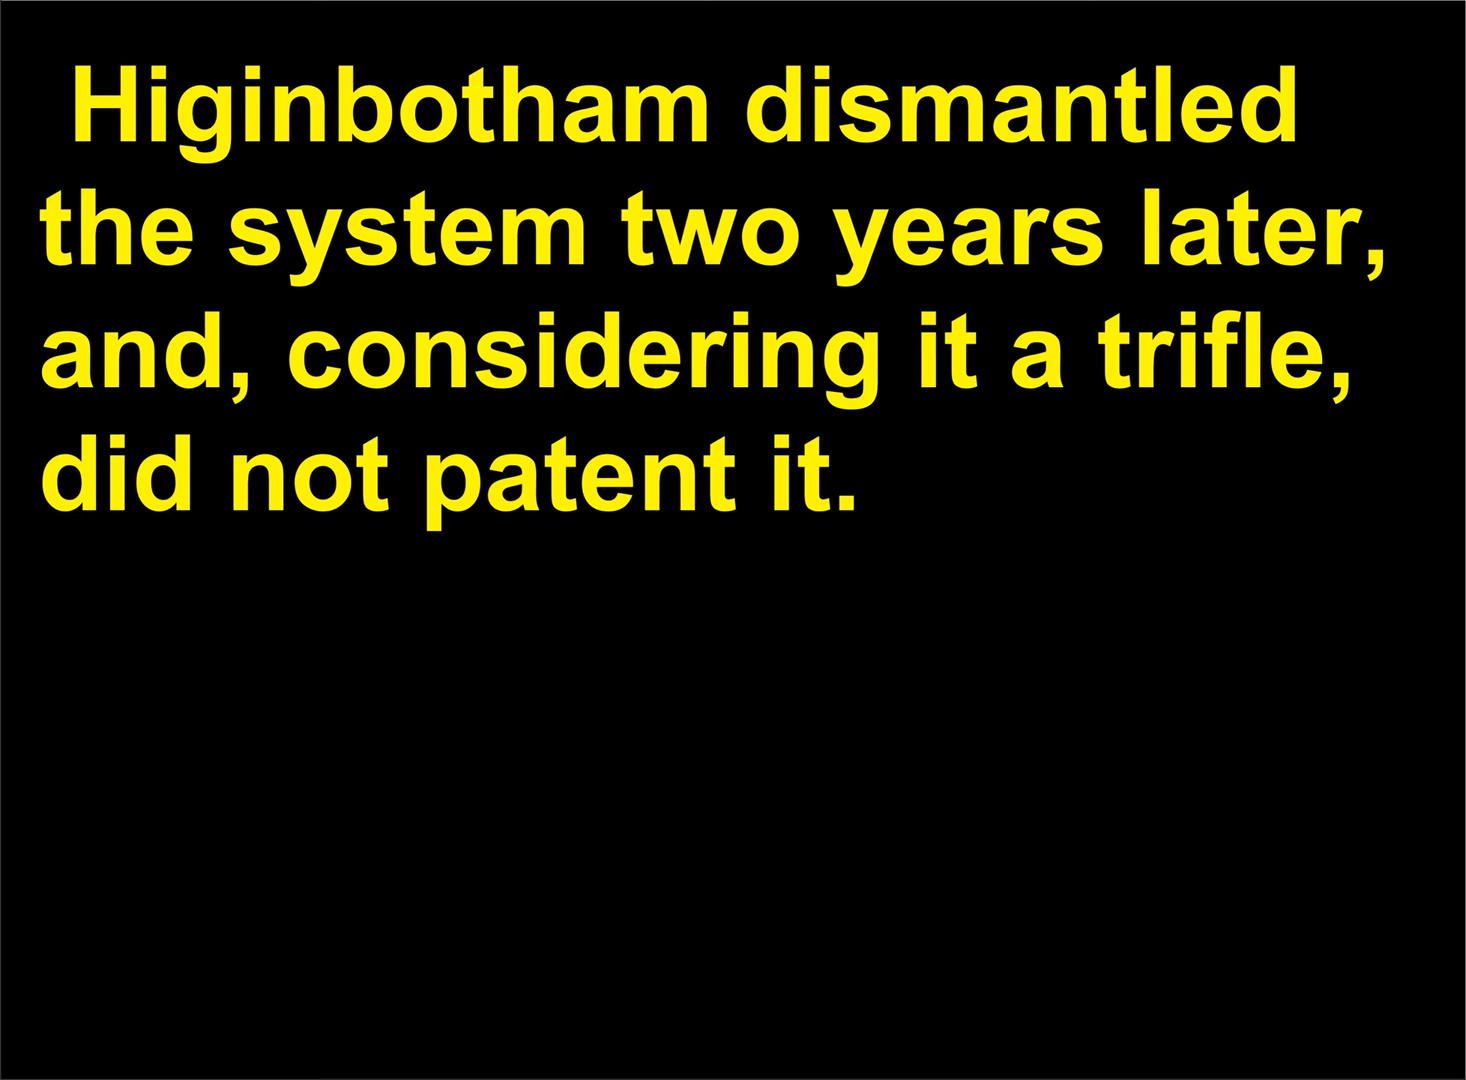 Higinbotham dismantled
the system two years later,
and, considering it a trifle,
did not patent it.